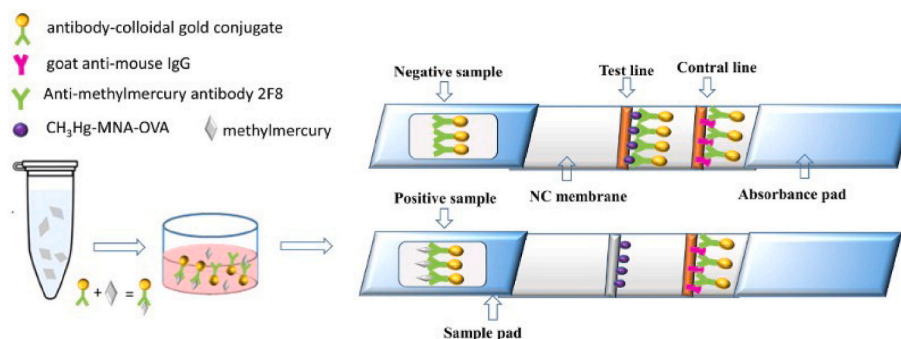 antibody-colloidal gold conjugate
goat anti-mouse IgG
Anti-methylmercury antibody 2F8
CH₃Hg-MNA-OVA methylmercury
+ =
Negative sample
Test line
Contral line
NC membrane
Absorbance pad
Positive sample
Sample pad